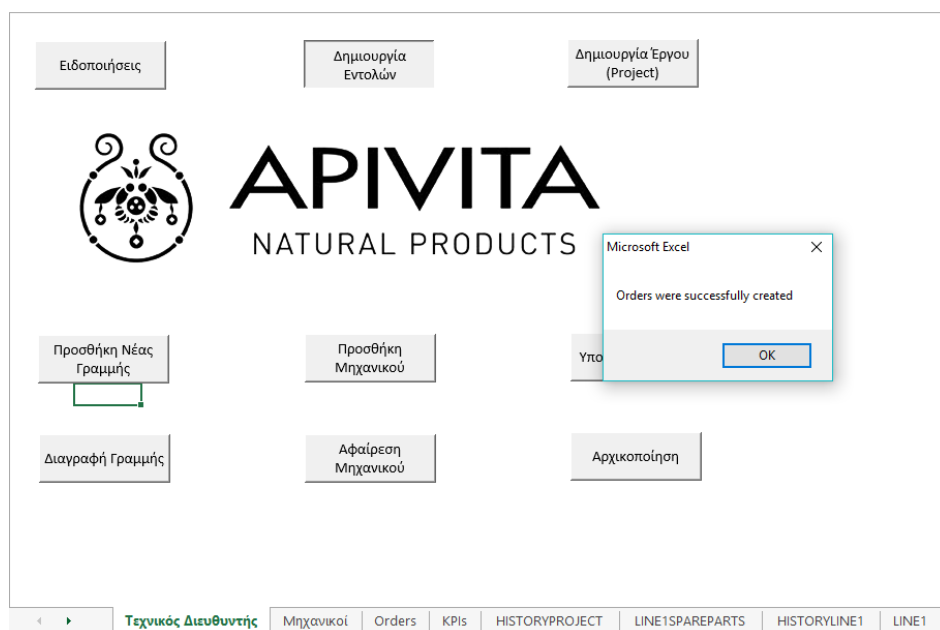 Ειδοποιήσεις
Δημιουργία
Εντολών
Δημιουργία Έργου
(Project)
APIVITA
NATURAL PRODUCTS
Microsoft Excel
Orders were successfully created
OK
Προσθήκη Νέας
Γραμμής
Προσθήκη
Μηχανικού
Διαγραφή Γραμμής
Αφαίρεση
Μηχανικού
Αρχικοποίηση
Τεχνικός Διευθυντής
Μηχανικοί
Orders
KPIs
HISTORYPROJECT
LINE1SPAREPARTS
HISTORYLINE1
LINE1